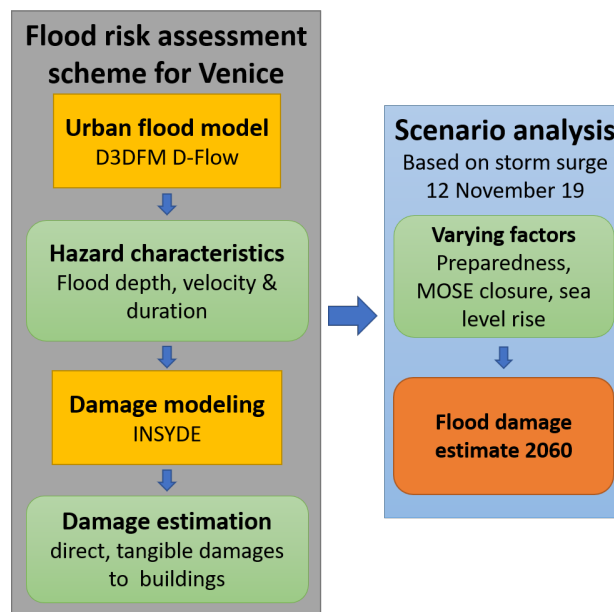 Flood risk assessment
scheme for Venice
Urban flood model
D3DFM D-Flow
Hazard characteristics
Flood depth, velocity &
duration
Damage modeling
INSYDE
Damage estimation
direct, tangible damages
to buildings
Scenario analysis
Based on storm surge
12 November 19
Varying factors
Preparedness,
MOSE closure, sea
level rise
Flood damage
estimate 2060